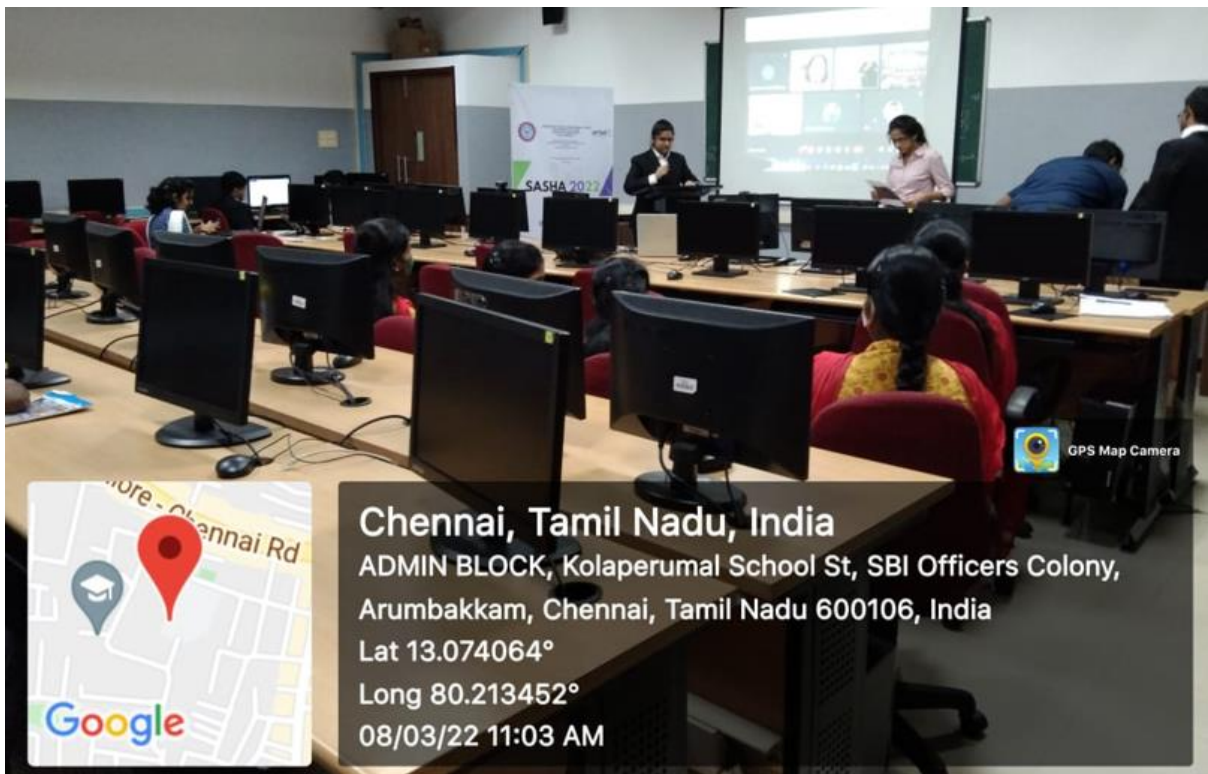 SASHA 2022
GPS Map Camera
Chennai Rd
Google
Chennai, Tamil Nadu, India
ADMIN BLOCK, Kolaperumal School St, SBI Officers Colony,
Arumbakkam, Chennai, Tamil Nadu 600106, India
Lat 13.074064°
Long 80.213452°
08/03/22 11:03 AM